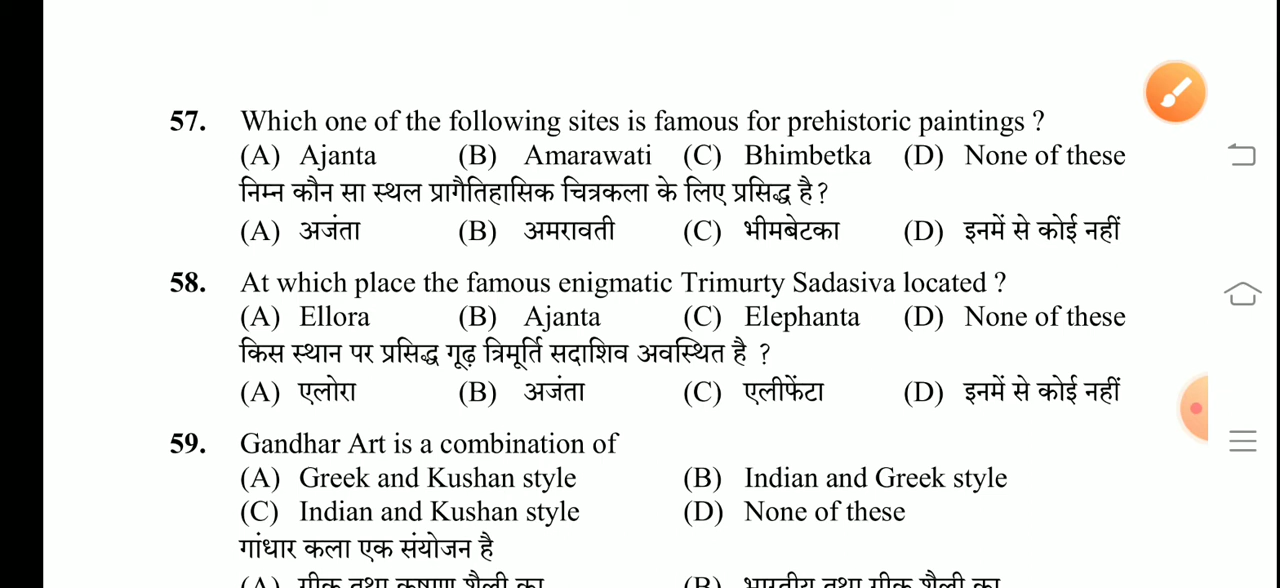 57. Which one of the following sites is famous for prehistoric paintings ?
(A) Ajanta (B) Amarawati (C) Bhimbetka (D) None of these
निम्न कौन सा स्थल प्रागैतिहासिक चित्रकला के लिए प्रसिद्ध है?
(A) अजंता (B) अमरावती (C) भीमबेटका (D) इनमें से कोई नहीं
58. At which place the famous enigmatic Trimurty Sadasiva located ?
(A) Ellora (B) Ajanta (C) Elephanta (D) None of these
किस स्थान पर प्रसिद्ध गूढ़ त्रिमूर्ति सदाशिव अवस्थित है ?
(A) एलोरा (B) अजंता (C) एलीफेंटा (D) इनमें से कोई नहीं
59. Gandhar Art is a combination of
(A) Greek and Kushan style (B) Indian and Greek style
(C) Indian and Kushan style (D) None of these
गांधार कला एक संयोजन है
(A) ग्रीक तथा कुषाण शैली का (B) भारतीय तथा ग्रीक शैली का